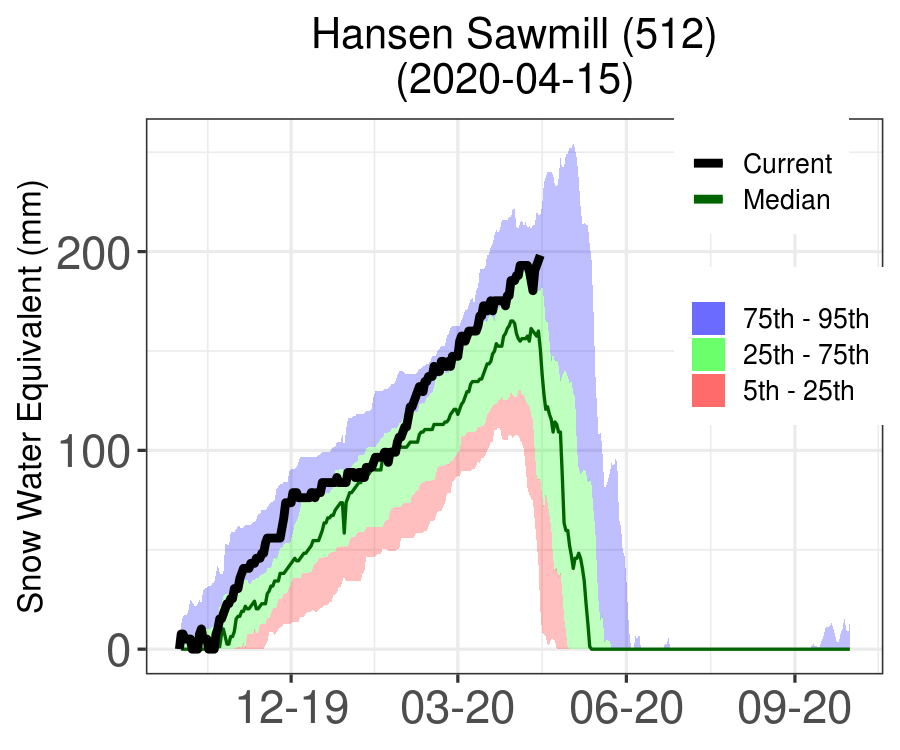 Hansen Sawmill (512)
(2020-04-15)
Snow Water Equivalent (mm)
200
100
0
12-19
03-20
06-20
09-20
Current
Median
75th - 95th
25th - 75th
5th - 25th